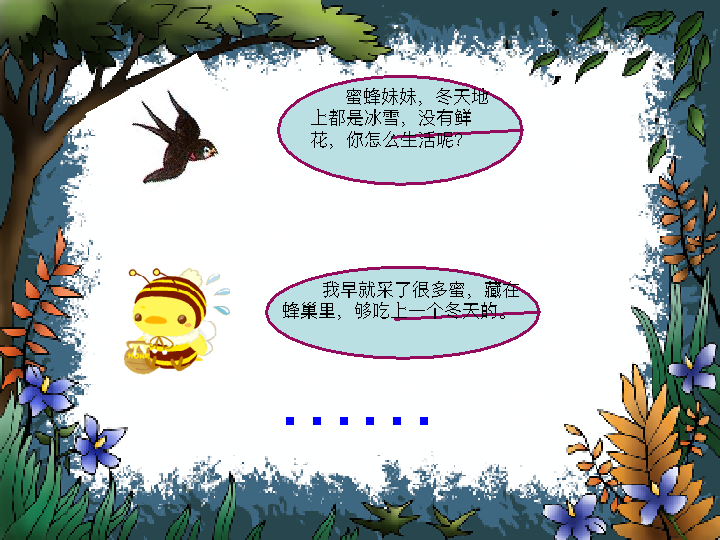 蜜蜂妹妹，冬天地
上都是冰雪，没有鲜
花，你怎么生活呢？
我早就采了很多蜜，藏在
蜂巢里，够吃上一个冬天的。
......